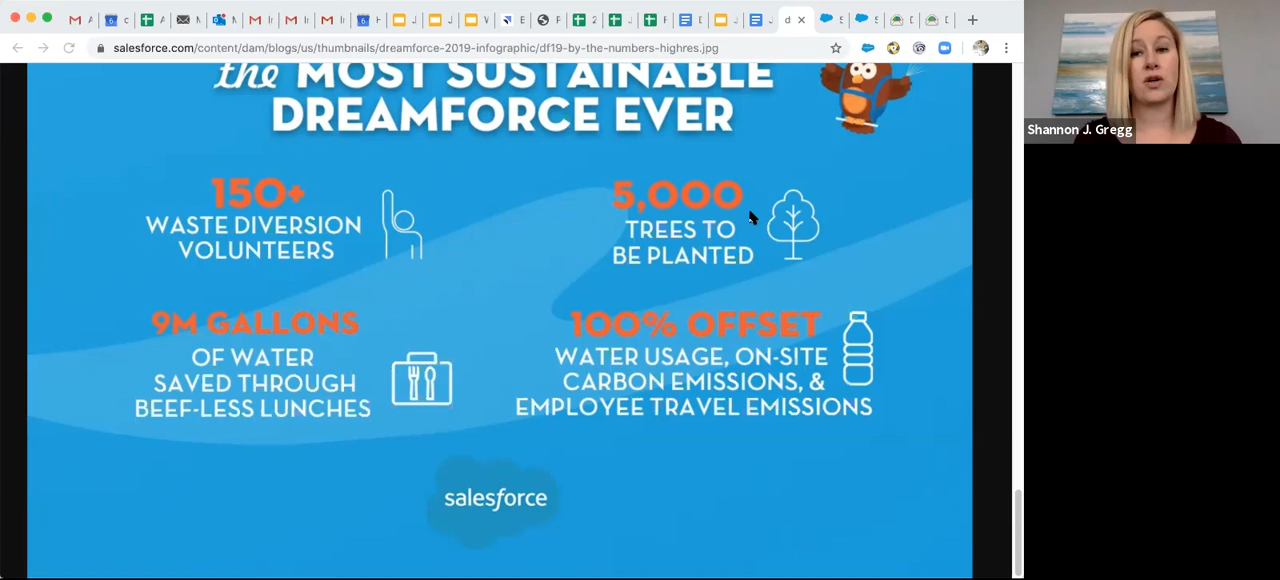 salesforce.com/content/dam/blogs/us/thumbnails/dreamforce-2019-infographic/df19-by-the-numbers-highres.jpg
the MOST SUSTAINABLE
DREAMFORCE EVER
150+
WASTE DIVERSION
VOLUNTEERS
5,000
TREES TO
BE PLANTED
9M GALLONS
OF WATER
SAVED THROUGH
BEEF-LESS LUNCHES
100% OFFSET
WATER USAGE, ON-SITE
CARBON EMISSIONS, &
EMPLOYEE TRAVEL EMISSIONS
salesforce
Shannon J. Gregg